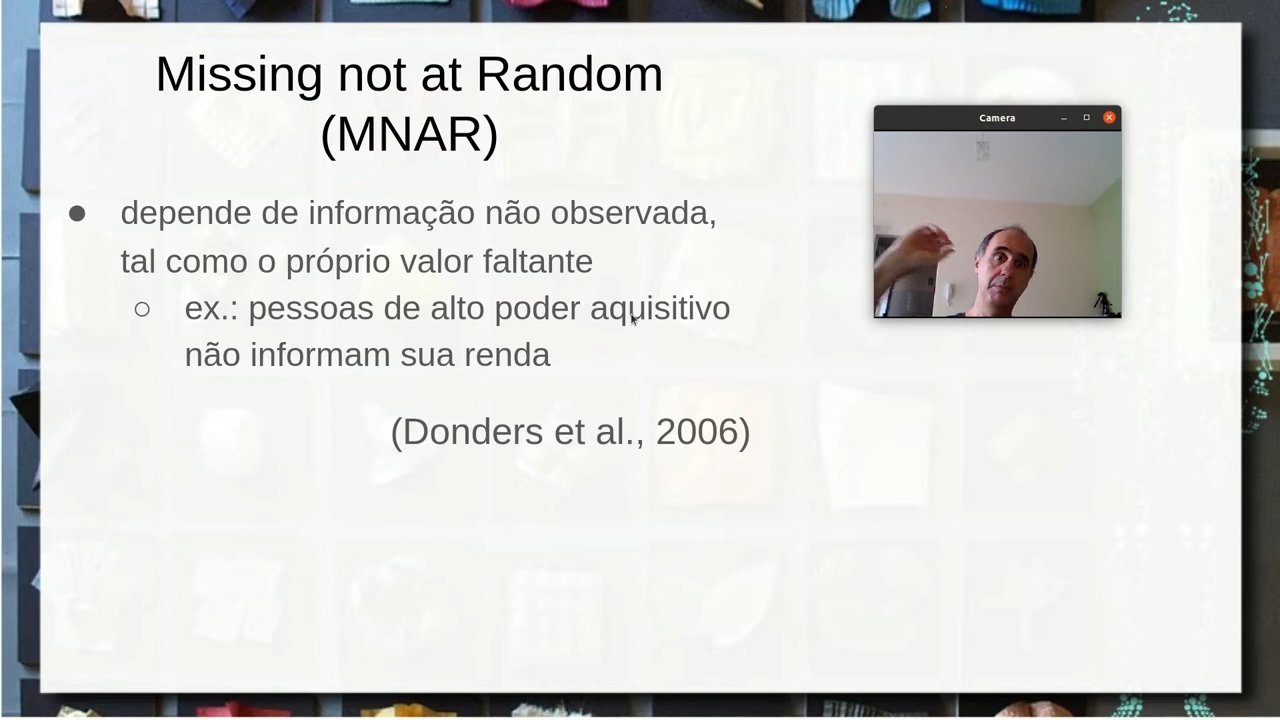 Missing not at Random
(MNAR)
Camera
● depende de informação não observada,
tal como o próprio valor faltante
○ ex.: pessoas de alto poder aquisitivo
não informam sua renda
(Donders et al., 2006)